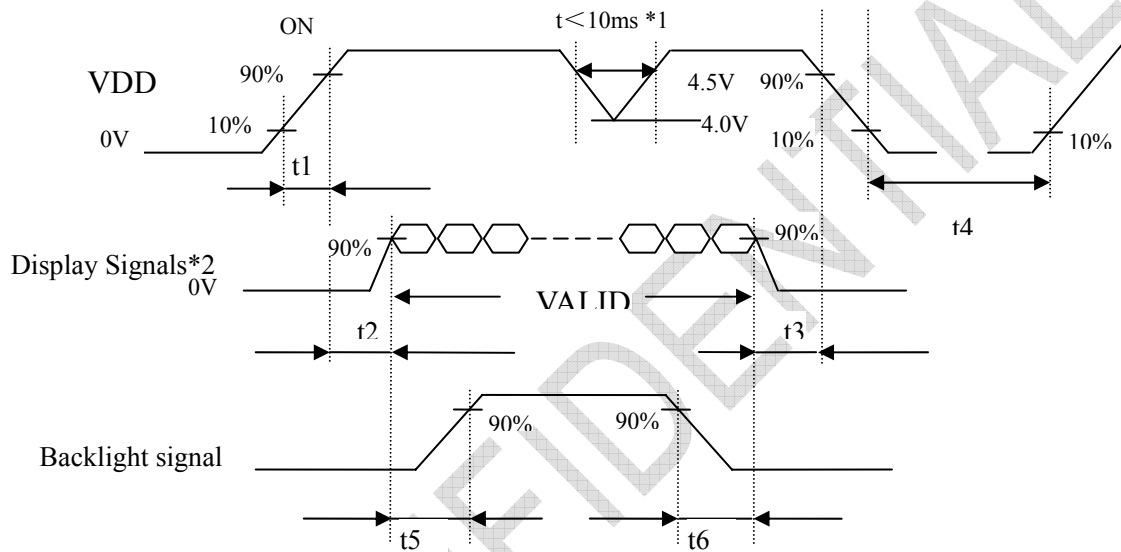 t<10ms *1
ON
90%
VDD
4.5V
90%
10%
0V
4.0V
10%
10%
t1
t4
90%
90%
Display Signals*2
0V
VALID
t2
t3
90%
90%
Backlight signal
t5
t6